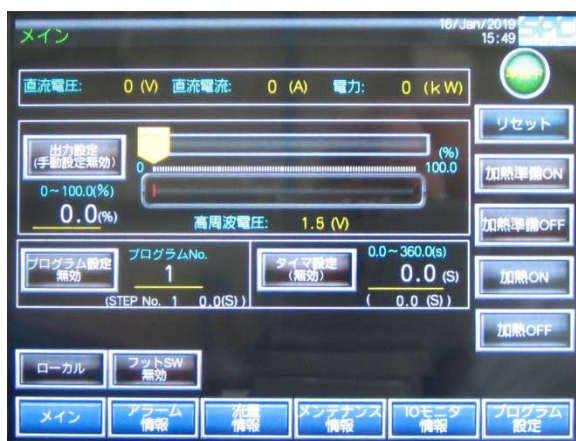 メイン
16/Jan/2019
15:49
SPC
準備中
直流電圧: 0 (V) 直流電流: 0 (A) 電力: 0 (kW)
リセット
出力設定
(手動設定無効)
0
(%)
100.0
加熱準備ON
0~100.0(%)
0.0(%)
高周波電圧: 1.5 (V)
加熱準備OFF
プログラム設定
無効
プログラムNo.
1
(STEP No. 1 0.0(S))
タイマ設定
(無効)
0.0~360.0(s)
0.0 (S)
( 0.0 (S))
加熱ON
加熱OFF
ローカル
フットSW
無効
メイン
アラーム
情報
流量
情報
メンテナンス
情報
IOモニタ
情報
プログラム
設定